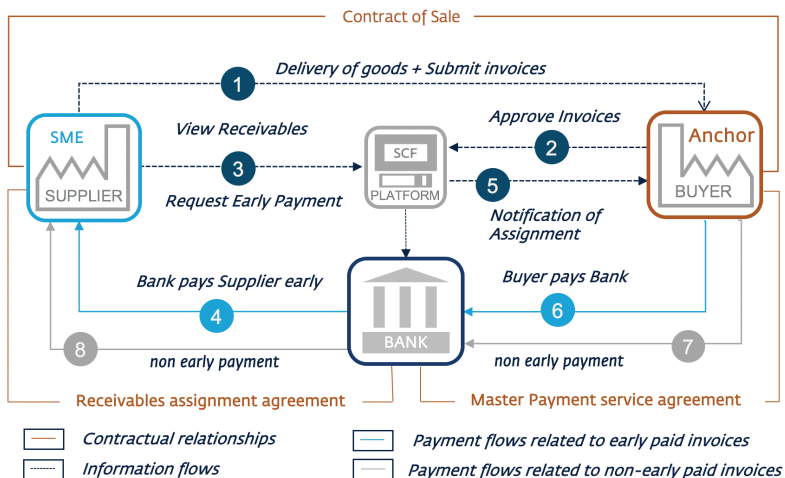 Contract of Sale
Delivery of goods + Submit invoices
1
View Receivables
Approve Invoices
SME
SUPPLIER
3
SCF
PLATFORM
2
5
Anchor
BUYER
Request Early Payment
Notification of
Assignment
Bank pays Supplier early
Buyer pays Bank
4
6
BANK
8
7
non early payment
non early payment
Receivables assignment agreement
Master Payment service agreement
Contractual relationships
Payment flows related to early paid invoices
Information flows
Payment flows related to non-early paid invoices